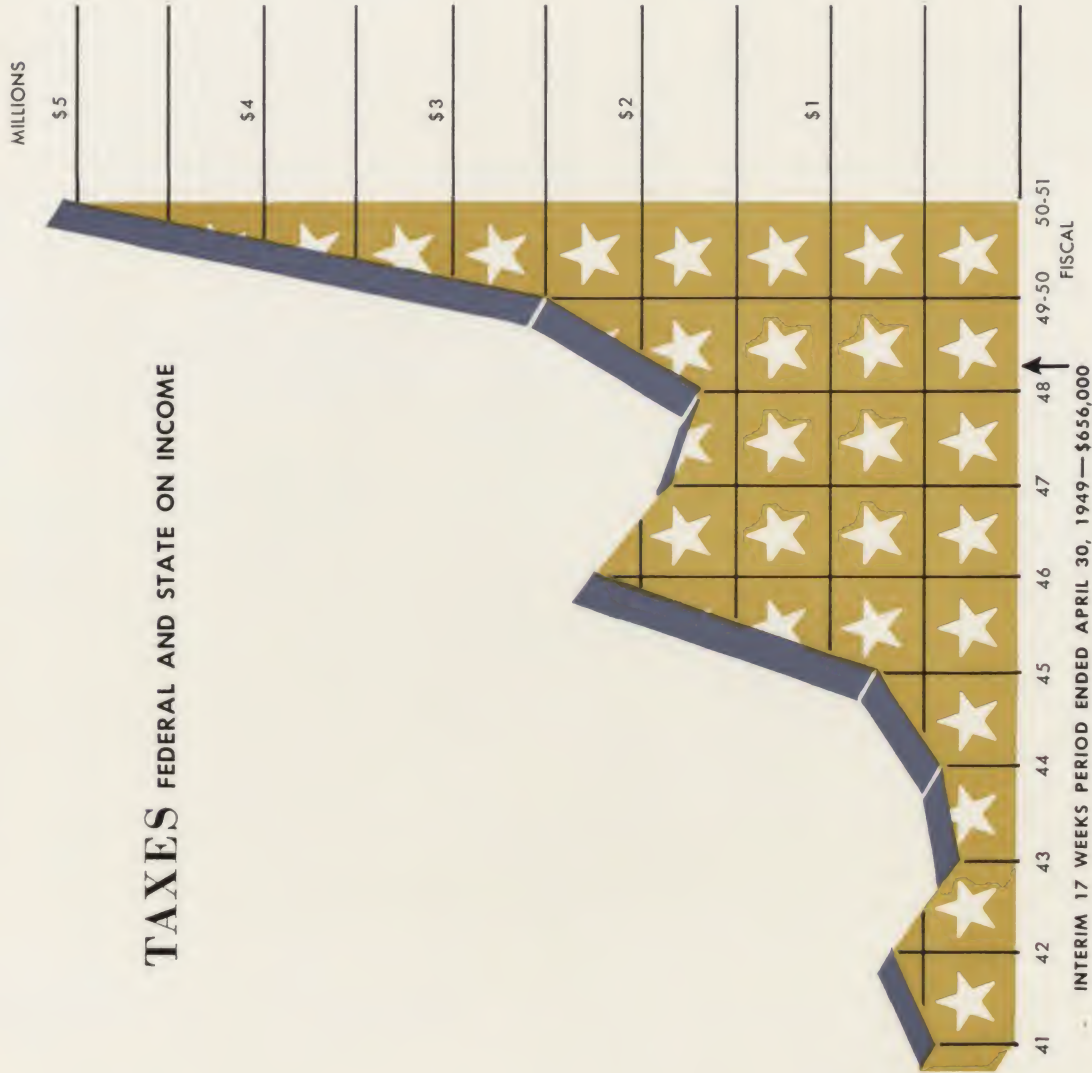 TAXES FEDERAL AND STATE ON INCOME
MILLIONS
$5
$4
$3
$2
$1
41 42 43 44 45 46 47 48 49-50 50-51
FISCAL
INTERIM 17 WEEKS PERIOD ENDED APRIL 30, 1949—$656,000